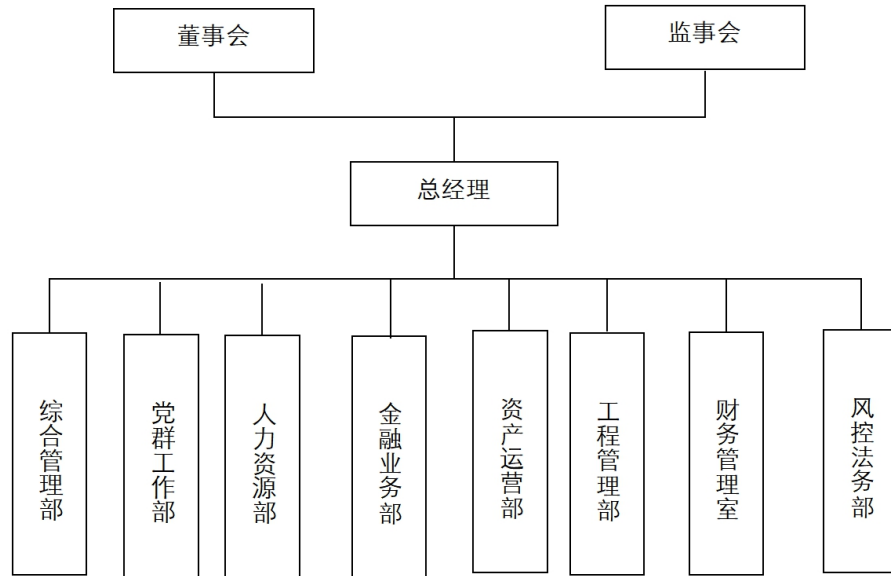 董事会
监事会
总经理
综合管理部
党群工作部
人力资源部
金融业务部
资产运营部
工程管理部
财务管理室
风控法务部